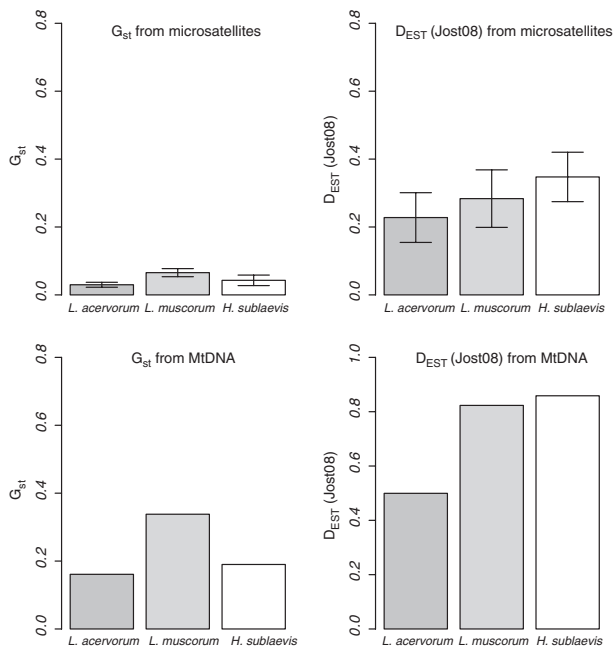 G_st from microsatellites
0.8
0.6
0.4
0.2
0.0
G_st
L. acervorum L. muscorum H. sublaevis
D_EST (Jost08) from microsatellites
0.8
0.6
0.4
0.2
0.0
D_EST (Jost08)
L. acervorum L. muscorum H. sublaevis
G_st from MtDNA
0.8
0.6
0.4
0.2
0.0
G_st
L. acervorum L. muscorum H. sublaevis
D_EST (Jost08) from MtDNA
1.0
0.8
0.6
0.4
0.2
0.0
D_EST (Jost08)
L. acervorum L. muscorum H. sublaevis